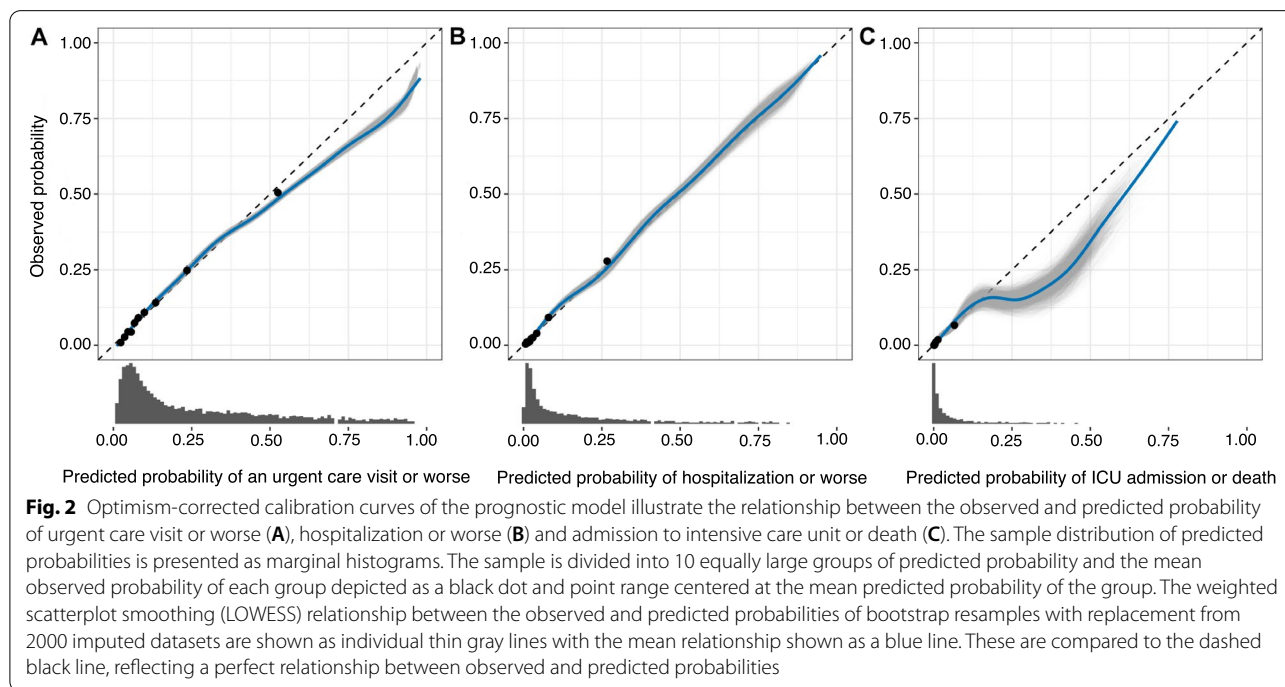 A
B
C
1.00
0.75
0.50
0.25
0.00
Observed probability
1.00
0.75
0.50
0.25
0.00
1.00
0.75
0.50
0.25
0.00
0.00 0.25 0.50 0.75 1.00
0.00 0.25 0.50 0.75 1.00
0.00 0.25 0.50 0.75 1.00
Predicted probability of an urgent care visit or worse
Predicted probability of hospitalization or worse
Predicted probability of ICU admission or death
Fig. 2 Optimism-corrected calibration curves of the prognostic model illustrate the relationship between the observed and predicted probability
of urgent care visit or worse (A), hospitalization or worse (B) and admission to intensive care unit or death (C). The sample distribution of predicted
probabilities is presented as marginal histograms. The sample is divided into 10 equally large groups of predicted probability and the mean
observed probability of each group depicted as a black dot and point range centered at the mean predicted probability of the group. The weighted
scatterplot smoothing (LOWESS) relationship between the observed and predicted probabilities of bootstrap resamples with replacement from
2000 imputed datasets are shown as individual thin gray lines with the mean relationship shown as a blue line. These are compared to the dashed
black line, reflecting a perfect relationship between observed and predicted probabilities